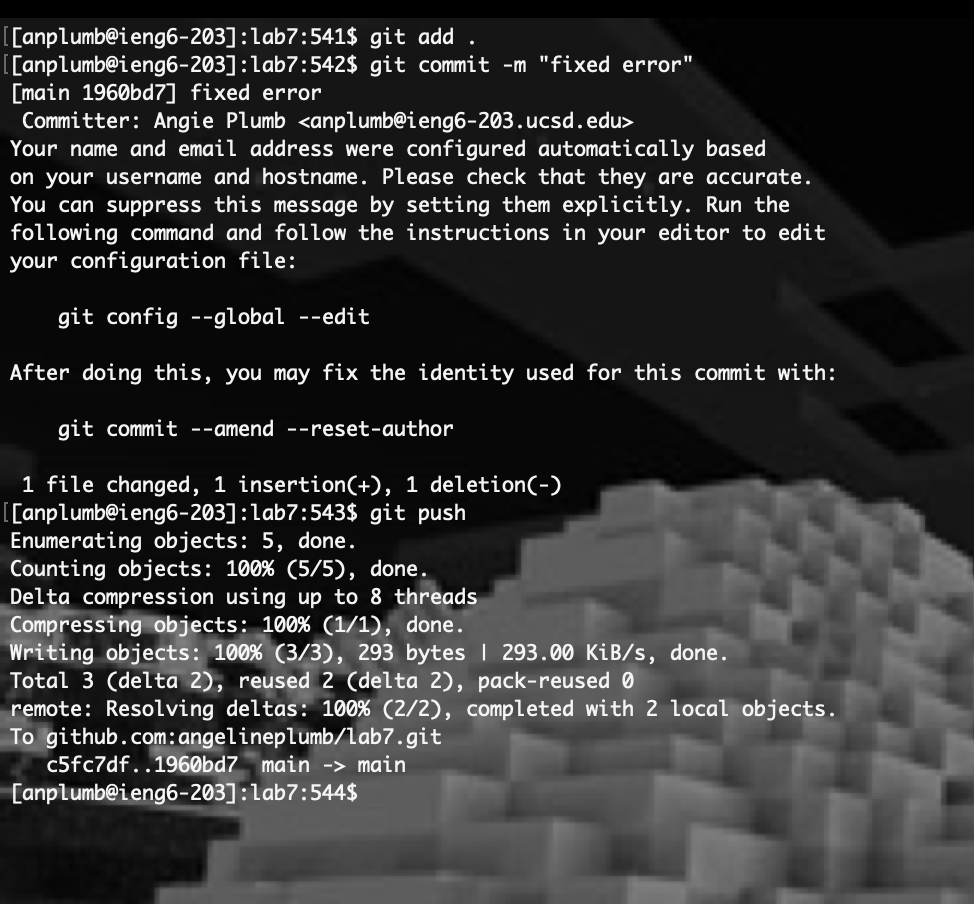 [[anplumb@ieng6-203]:lab7:541$ git add .
[[anplumb@ieng6-203]:lab7:542$ git commit -m "fixed error"
[main 1960bd7] fixed error
Committer: Angie Plumb <anplumb@ieng6-203.ucsd.edu>
Your name and email address were configured automatically based
on your username and hostname. Please check that they are accurate.
You can suppress this message by setting them explicitly. Run the
following command and follow the instructions in your editor to edit
your configuration file:
git config --global --edit
After doing this, you may fix the identity used for this commit with:
git commit --amend --reset-author
1 file changed, 1 insertion(+), 1 deletion(-)
[[anplumb@ieng6-203]:lab7:543$ git push
Enumerating objects: 5, done.
Counting objects: 100% (5/5), done.
Delta compression using up to 8 threads
Compressing objects: 100% (1/1), done.
Writing objects: 100% (3/3), 293 bytes | 293.00 KiB/s, done.
Total 3 (delta 2), reused 2 (delta 2), pack-reused 0
remote: Resolving deltas: 100% (2/2), completed with 2 local objects.
To github.com:angelineplumb/lab7.git
c5fc7df..1960bd7  main -> main
[anplumb@ieng6-203]:lab7:544$